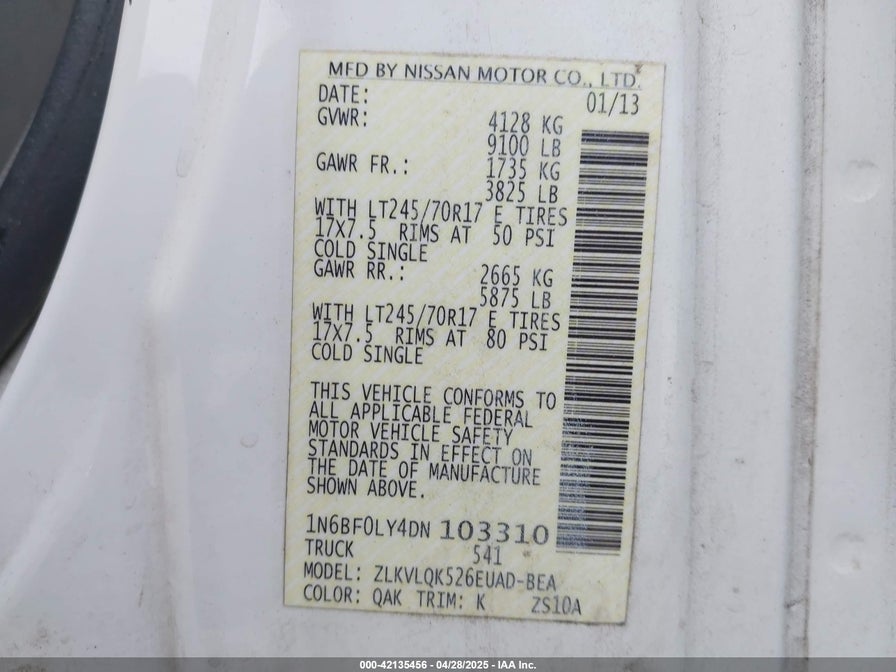 MFD BY NISSAN MOTOR CO., LTD.
DATE: 01/13
GVWR: 4128 KG
9100 LB
GAWR FR.: 1735 KG
3825 LB
WITH LT245/70R17 E TIRES
17X7.5 RIMS AT 50 PSI
COLD SINGLE
GAWR RR.: 2665 KG
5875 LB
WITH LT245/70R17 E TIRES
17X7.5 RIMS AT 80 PSI
COLD SINGLE
THIS VEHICLE CONFORMS TO
ALL APPLICABLE FEDERAL
MOTOR VEHICLE SAFETY
STANDARDS IN EFFECT ON
THE DATE OF MANUFACTURE
SHOWN ABOVE.
1N6BF0LY4DN 103310
TRUCK 541
MODEL: ZLKVLQK526EUAD-BEA
COLOR: QAK TRIM: K ZS10A
000-42135456 - 04/28/2025 - IAA Inc.